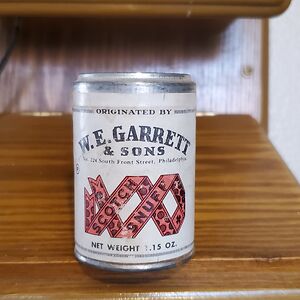 ORIGINATED BY
W.E. GARRETT
& SONS
No. 224 South Front Street, Philadelphia
®
SCOTCH
SNUFF
NET WEIGHT 1.15 OZ.